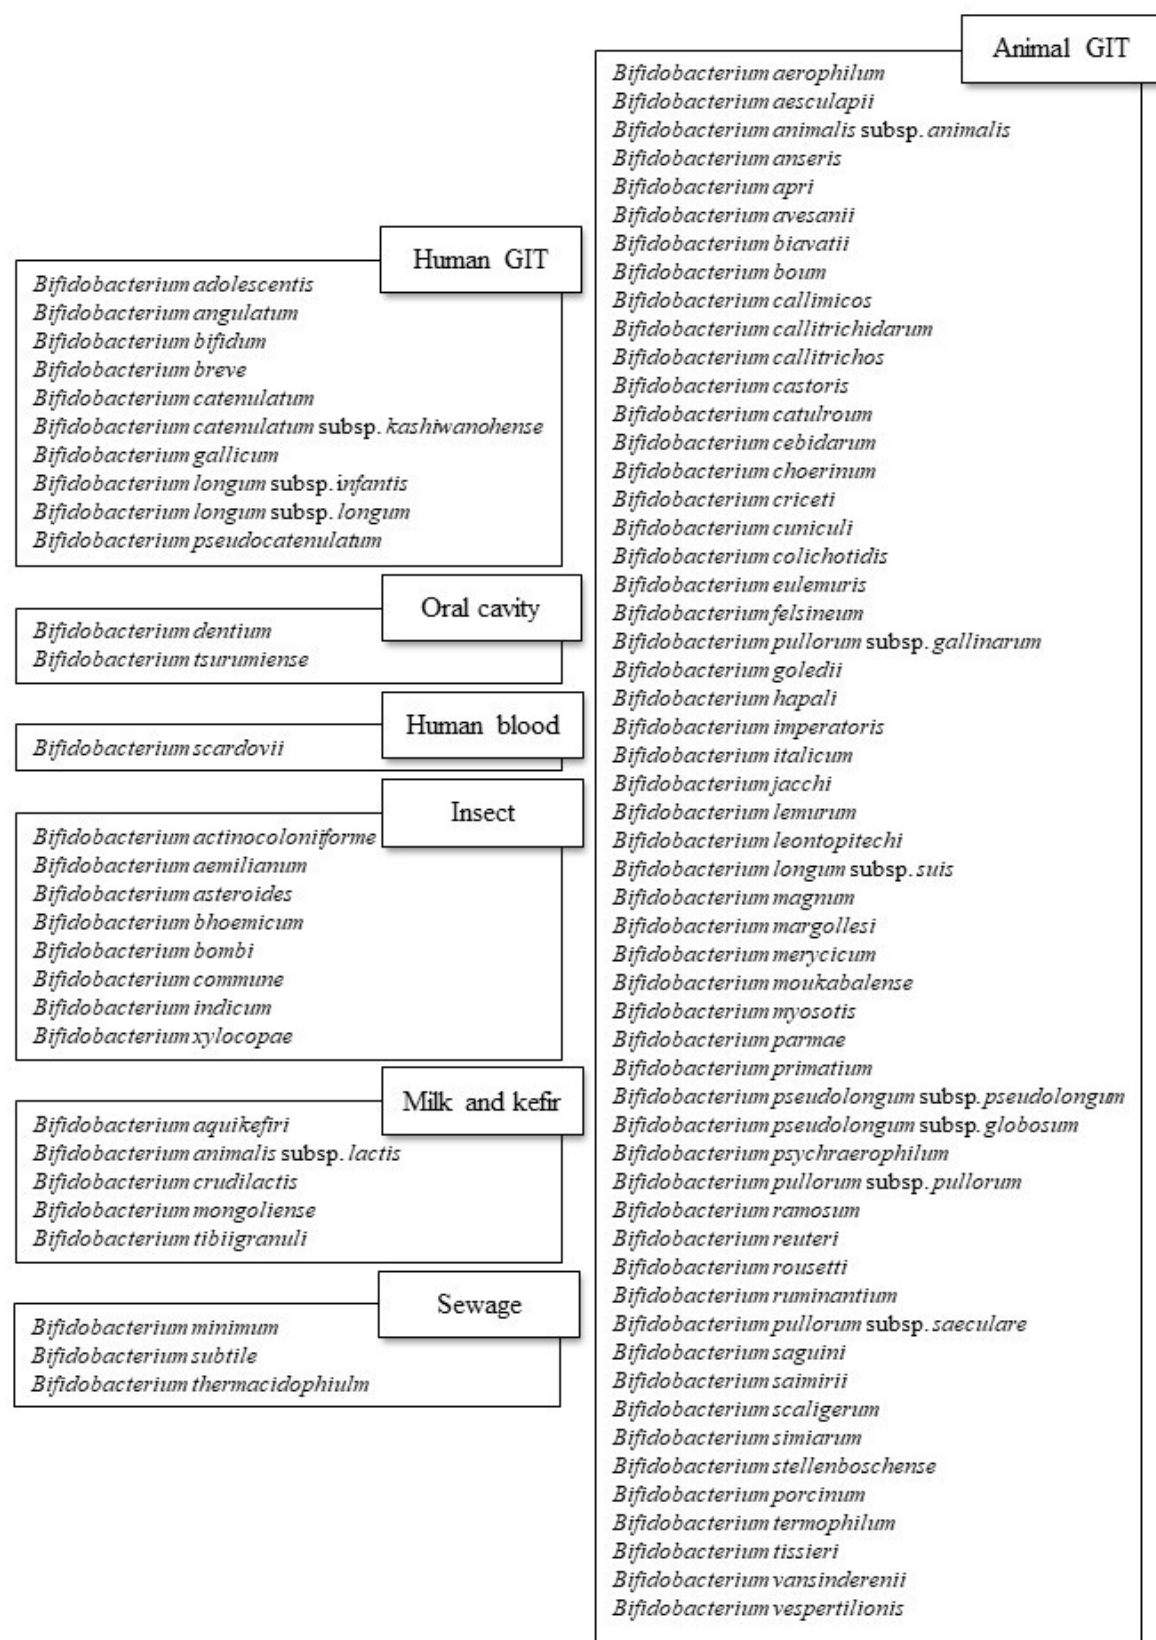 Human GIT
Bifidobacterium adolescentis
Bifidobacterium angulatum
Bifidobacterium bifidum
Bifidobacterium breve
Bifidobacterium catenulatum
Bifidobacterium catenulatum subsp. kashiwanohense
Bifidobacterium gallicum
Bifidobacterium longum subsp. infantis
Bifidobacterium longum subsp. longum
Bifidobacterium pseudocatenulatum
Oral cavity
Bifidobacterium dentium
Bifidobacterium tsurumiense
Human blood
Bifidobacterium scardovii
Insect
Bifidobacterium actinocoloniiforme
Bifidobacterium aemilianum
Bifidobacterium asteroides
Bifidobacterium bhoemicum
Bifidobacterium bombi
Bifidobacterium commune
Bifidobacterium indicum
Bifidobacterium xylocopae
Milk and kefir
Bifidobacterium aquikefiri
Bifidobacterium animalis subsp. lactis
Bifidobacterium crudilactis
Bifidobacterium mongoliense
Bifidobacterium tibiigranuli
Sewage
Bifidobacterium minimum
Bifidobacterium subtile
Bifidobacterium thermacidophiulm
Animal GIT
Bifidobacterium aerophilum
Bifidobacterium aesculapii
Bifidobacterium animalis subsp. animalis
Bifidobacterium anseris
Bifidobacterium apri
Bifidobacterium avesanii
Bifidobacterium biavatii
Bifidobacterium boum
Bifidobacterium callimicos
Bifidobacterium callitrichidarum
Bifidobacterium callitrichos
Bifidobacterium castoris
Bifidobacterium catulroum
Bifidobacterium cebidarum
Bifidobacterium choerinum
Bifidobacterium criceti
Bifidobacterium cuniculi
Bifidobacterium colichotidis
Bifidobacterium eulemuris
Bifidobacterium felsineum
Bifidobacterium pullorum subsp. gallinarum
Bifidobacterium goledii
Bifidobacterium hapali
Bifidobacterium imperatoris
Bifidobacterium italicum
Bifidobacterium jacchi
Bifidobacterium lemurum
Bifidobacterium leontopitechi
Bifidobacterium longum subsp. suis
Bifidobacterium magnum
Bifidobacterium margollesi
Bifidobacterium merycicum
Bifidobacterium moukabalense
Bifidobacterium myosotis
Bifidobacterium parmae
Bifidobacterium primatium
Bifidobacterium pseudolongum subsp. pseudolongum
Bifidobacterium pseudolongum subsp. globosum
Bifidobacterium psychraerophilum
Bifidobacterium pullorum subsp. pullorum
Bifidobacterium ramosum
Bifidobacterium reuteri
Bifidobacterium rousetti
Bifidobacterium ruminantium
Bifidobacterium pullorum subsp. saeculare
Bifidobacterium saguini
Bifidobacterium saimirii
Bifidobacterium scaligerum
Bifidobacterium simiarum
Bifidobacterium stellenboschense
Bifidobacterium porcinum
Bifidobacterium termophilum
Bifidobacterium tissieri
Bifidobacterium vansinderenii
Bifidobacterium vespertilionis